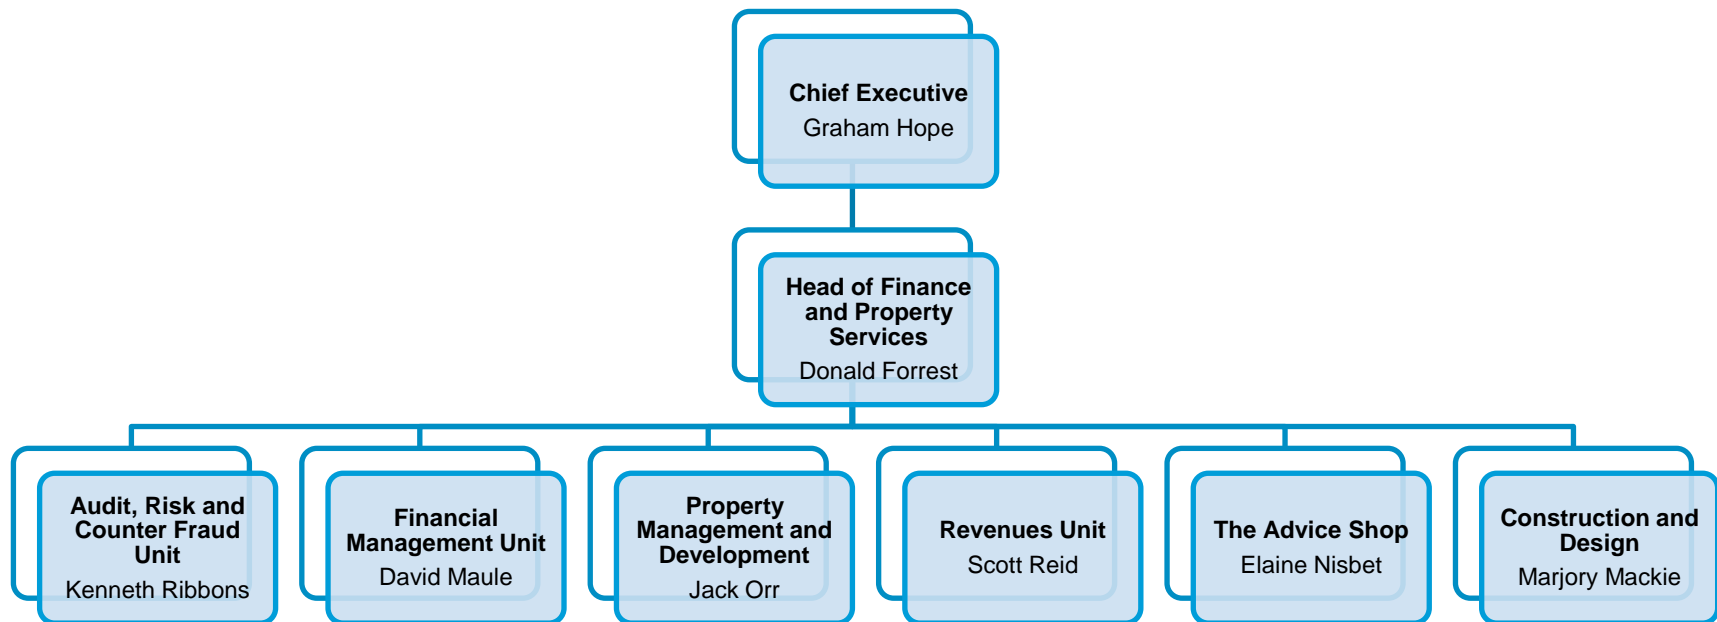 Chief Executive
Graham Hope
Head of Finance
and Property
Services
Donald Forrest
Audit, Risk and
Counter Fraud
Unit
Kenneth Ribbons
Financial
Management Unit
David Maule
Property
Management and
Development
Jack Orr
Revenues Unit
Scott Reid
The Advice Shop
Elaine Nisbet
Construction and
Design
Marjory Mackie